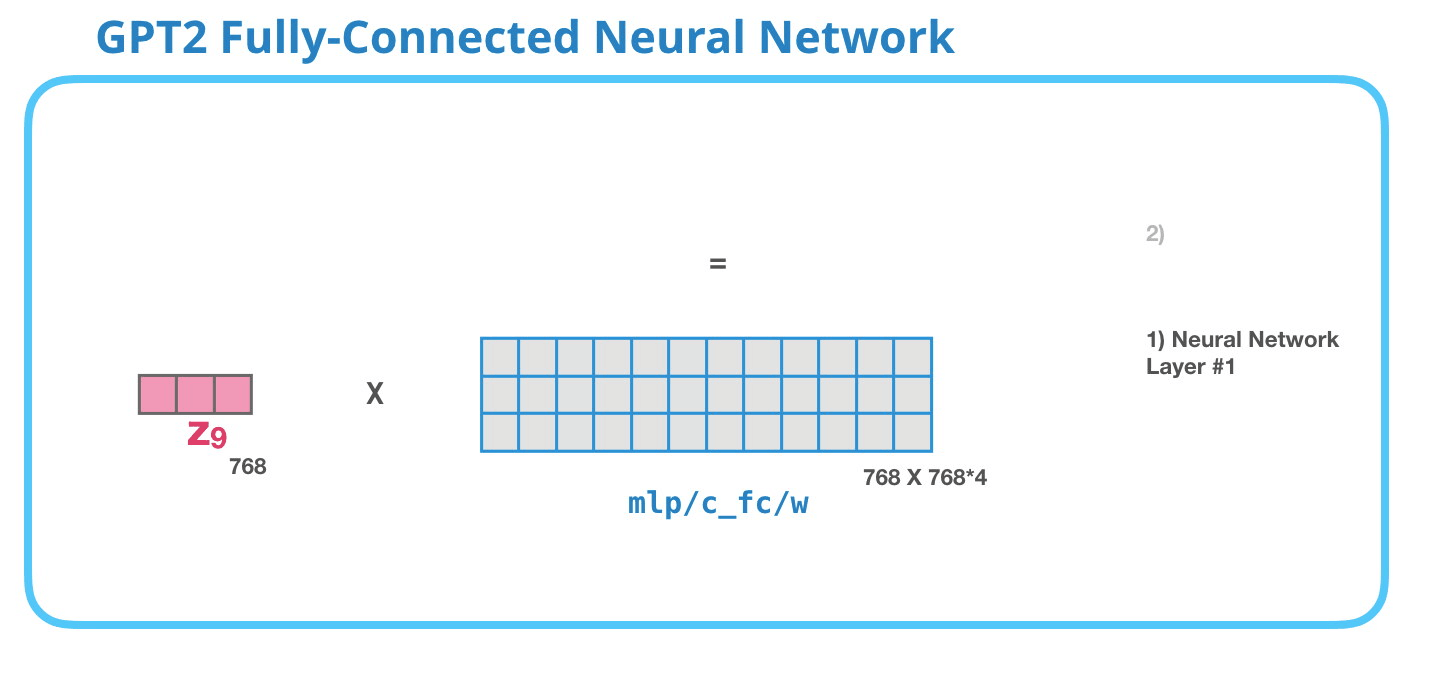 GPT2 Fully-Connected Neural Network
2)
=
1) Neural Network
Layer #1
X
z9
768
768 X 768*4
mlp/c_fc/w